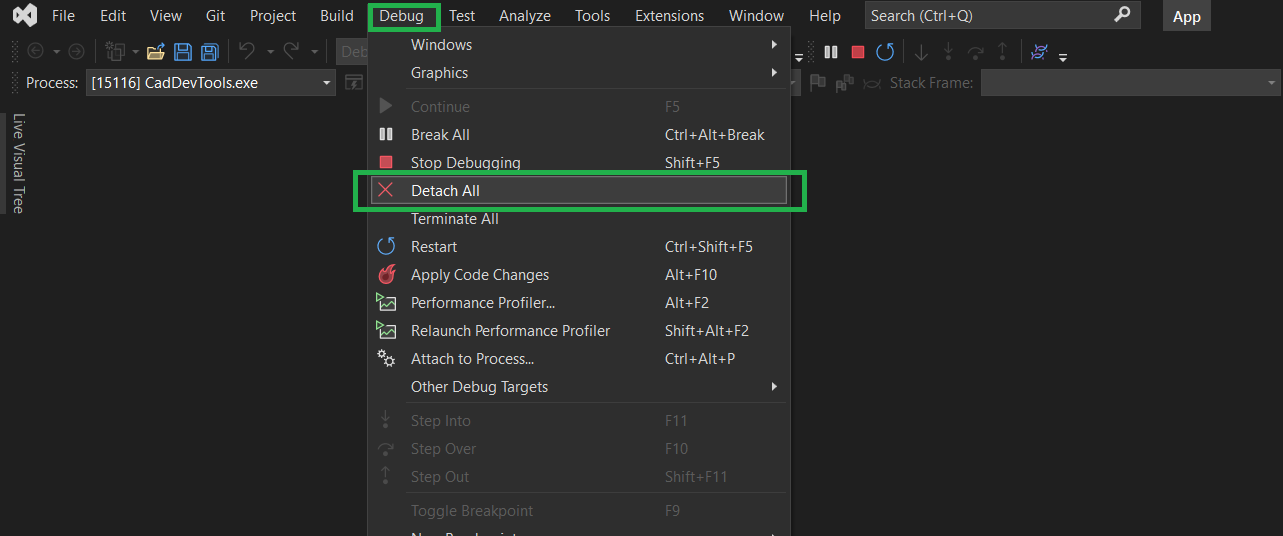 File Edit View Git Project Build Debug Test Analyze Tools Extensions Window Help Search (Ctrl+Q) App
Process: [15116] CadDevTools.exe
Stack Frame:
Live Visual Tree
Windows
Graphics
Continue F5
Break All Ctrl+Alt+Break
Stop Debugging Shift+F5
Detach All
Terminate All
Restart Ctrl+Shift+F5
Apply Code Changes Alt+F10
Performance Profiler... Alt+F2
Relaunch Performance Profiler Shift+Alt+F2
Attach to Process... Ctrl+Alt+P
Other Debug Targets
Step Into F11
Step Over F10
Step Out Shift+F11
Toggle Breakpoint F9